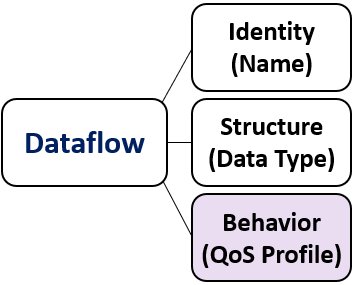 Identity
(Name)
Dataflow
Structure
(Data Type)
Behavior
(QoS Profile)